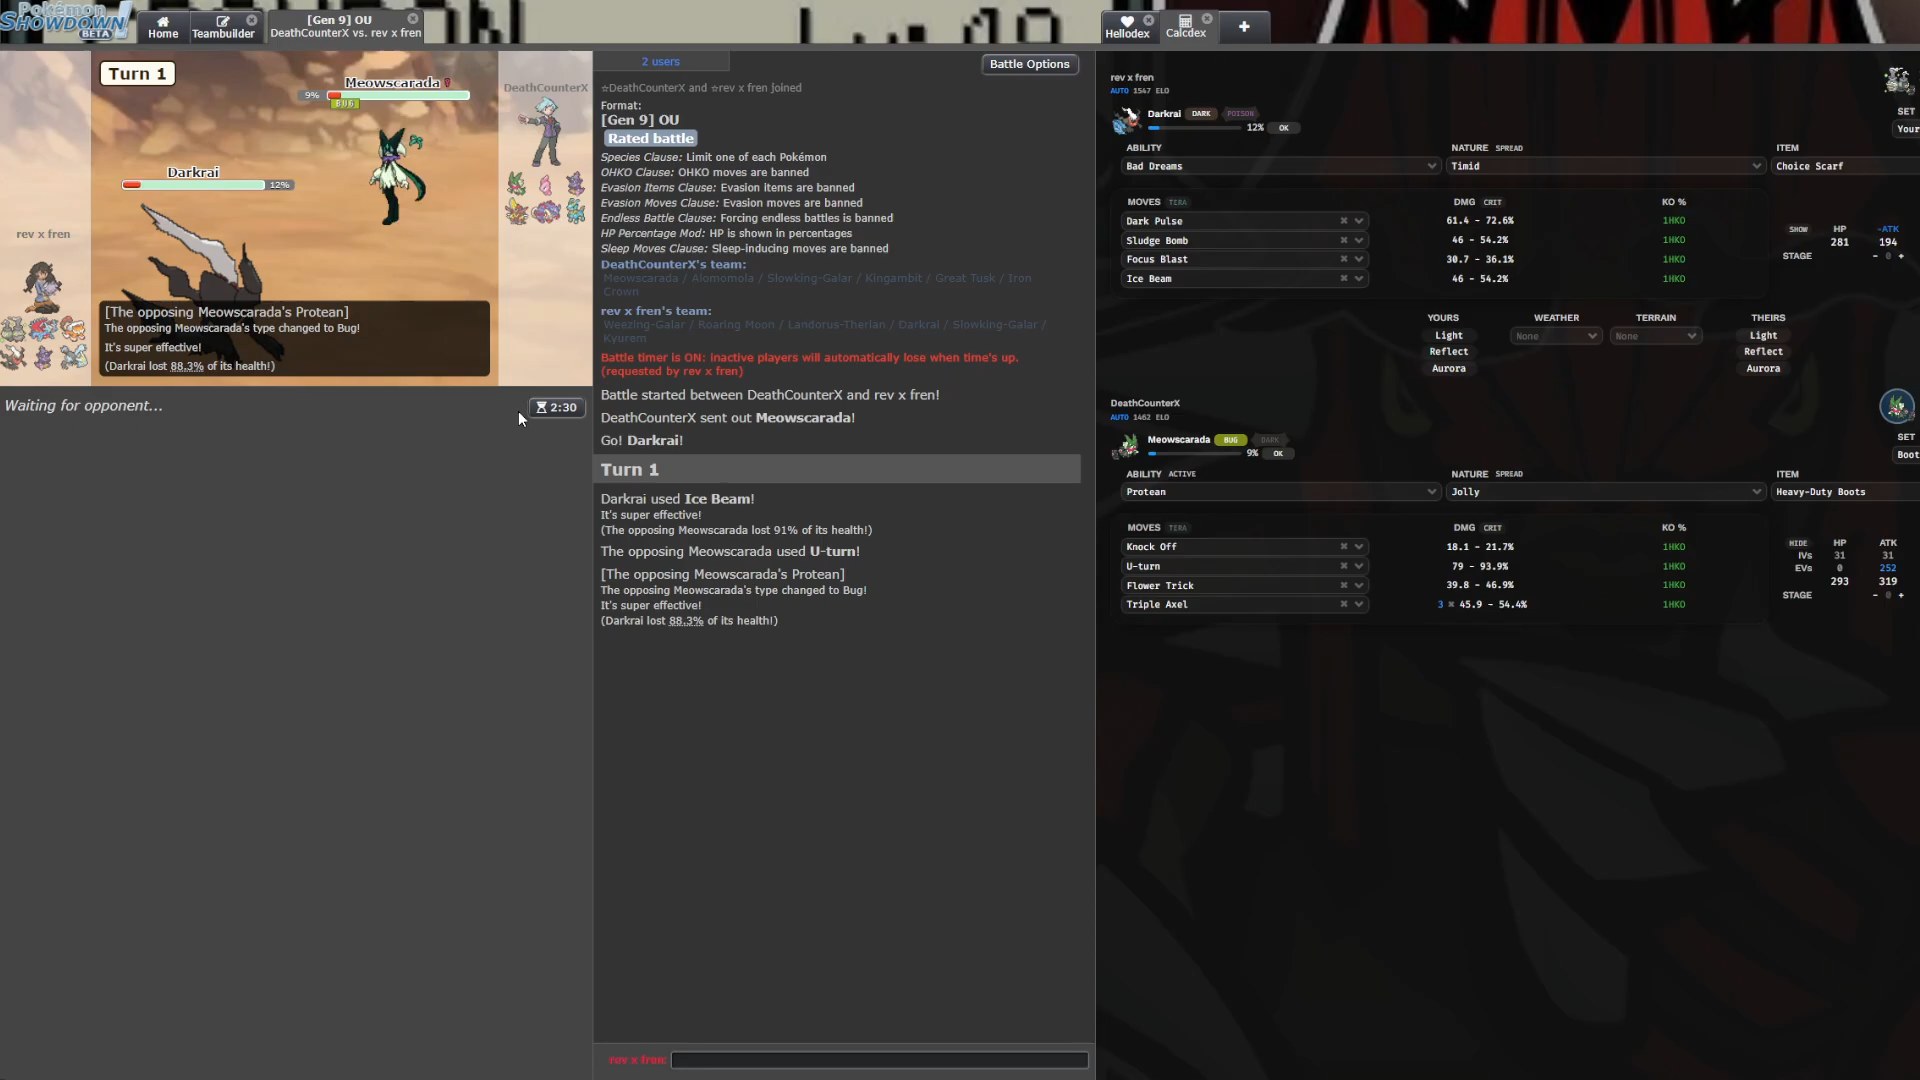 Pokémon
SHOWDOWN!
BETA
Home
Teambuilder
[Gen 9] OU
DeathCounterX vs. rev x fren
Hellodex
Calcdex
+
Turn 1
Meowscarada
9%
BUG
Darkrai
12%
rev x fren
DeathCounterX
[The opposing Meowscarada's Protean]
The opposing Meowscarada's type changed to Bug!
It's super effective!
(Darkrai lost 88.3% of its health!)
Waiting for opponent...
2:30
2 users
Battle Options
☆DeathCounterX and ☆rev x fren joined
Format:
[Gen 9] OU
Rated battle
Species Clause: Limit one of each Pokémon
OHKO Clause: OHKO moves are banned
Evasion Items Clause: Evasion items are banned
Evasion Moves Clause: Evasion moves are banned
Endless Battle Clause: Forcing endless battles is banned
HP Percentage Mod: HP is shown in percentages
Sleep Moves Clause: Sleep-inducing moves are banned
DeathCounterX's team:
Meowscarada / Alomomola / Slowking-Galar / Kingambit / Great Tusk / Iron
Crown
rev x fren's team:
Weezing-Galar / Roaring Moon / Landorus-Therian / Darkrai / Slowking-Galar /
Kyurem
Battle timer is ON: inactive players will automatically lose when time's up.
(requested by rev x fren)
Battle started between DeathCounterX and rev x fren!
DeathCounterX sent out Meowscarada!
Go! Darkrai!
Turn 1
Darkrai used Ice Beam!
It's super effective!
(The opposing Meowscarada lost 91% of its health!)
The opposing Meowscarada used U-turn!
[The opposing Meowscarada's Protean]
The opposing Meowscarada's type changed to Bug!
It's super effective!
(Darkrai lost 88.3% of its health!)
rev x fren:
rev x fren
AUTO 1547 ELO
Darkrai DARK POISON
12% OK
SET
Your
ABILITY NATURE SPREAD ITEM
Bad Dreams Timid Choice Scarf
MOVES TERA DMG CRIT KO %
Dark Pulse 61.4 - 72.6% 1HKO
Sludge Bomb 46 - 54.2% 1HKO
Focus Blast 30.7 - 36.1% 1HKO
Ice Beam 46 - 54.2% 1HKO
SHOW HP -ATK
281 194
STAGE - 0 +
YOURS WEATHER TERRAIN THEIRS
Light None None Light
Reflect Reflect
Aurora Aurora
DeathCounterX
AUTO 1462 ELO
Meowscarada BUG DARK
9% OK
SET
Boot
ABILITY ACTIVE NATURE SPREAD ITEM
Protean Jolly Heavy-Duty Boots
MOVES TERA DMG CRIT KO %
Knock Off 18.1 - 21.7% 1HKO
U-turn 79 - 93.9% 1HKO
Flower Trick 39.8 - 46.9% 1HKO
Triple Axel 3 × 45.9 - 54.4% 1HKO
HIDE HP ATK
IVs 31 31
EVs 0 252
293 319
STAGE - 0 +